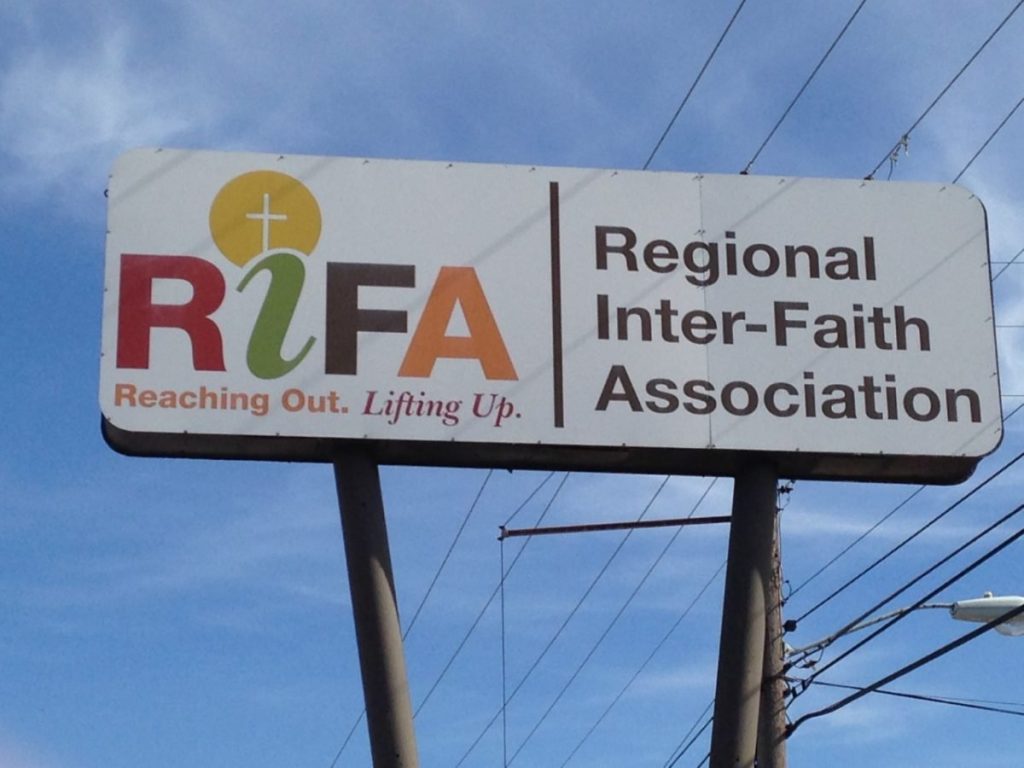 RiFA
Reaching Out. Lifting Up.
Regional
Inter-Faith
Association